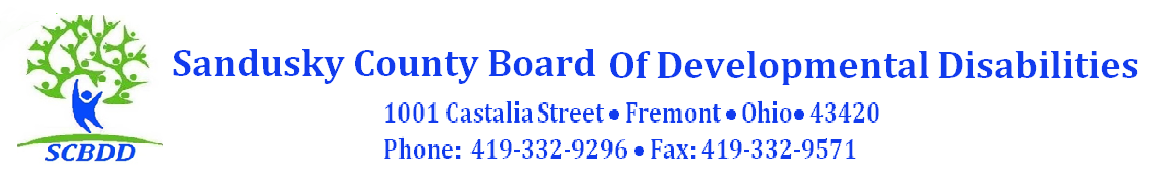 Sandusky County Board Of Developmental Disabilities
1001 Castalia Street • Fremont • Ohio• 43420
Phone: 419-332-9296 • Fax: 419-332-9571
SCBDD